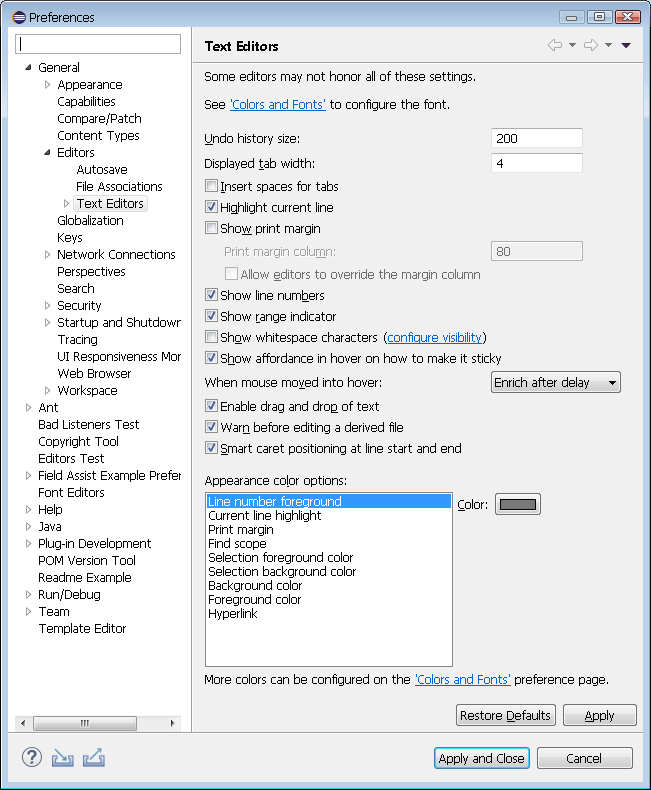 Preferences
General
Appearance
Capabilities
Compare/Patch
Content Types
Editors
Autosave
File Associations
Text Editors
Globalization
Keys
Network Connections
Perspectives
Search
Security
Startup and Shutdown
Tracing
UI Responsiveness Mor
Web Browser
Workspace
Ant
Bad Listeners Test
Copyright Tool
Editors Test
Field Assist Example Prefer
Font Editors
Help
Java
Plug-in Development
POM Version Tool
Readme Example
Run/Debug
Team
Template Editor
Text Editors
Some editors may not honor all of these settings.
See 'Colors and Fonts' to configure the font.
Undo history size: 200
Displayed tab width: 4
Insert spaces for tabs
Highlight current line
Show print margin
Print margin column: 80
Allow editors to override the margin column
Show line numbers
Show range indicator
Show whitespace characters (configure visibility)
Show affordance in hover on how to make it sticky
When mouse moved into hover: Enrich after delay
Enable drag and drop of text
Warn before editing a derived file
Smart caret positioning at line start and end
Appearance color options:
Line number foreground
Color:
Current line highlight
Print margin
Find scope
Selection foreground color
Selection background color
Background color
Foreground color
Hyperlink
More colors can be configured on the 'Colors and Fonts' preference page.
Restore Defaults Apply
? Apply and Close Cancel